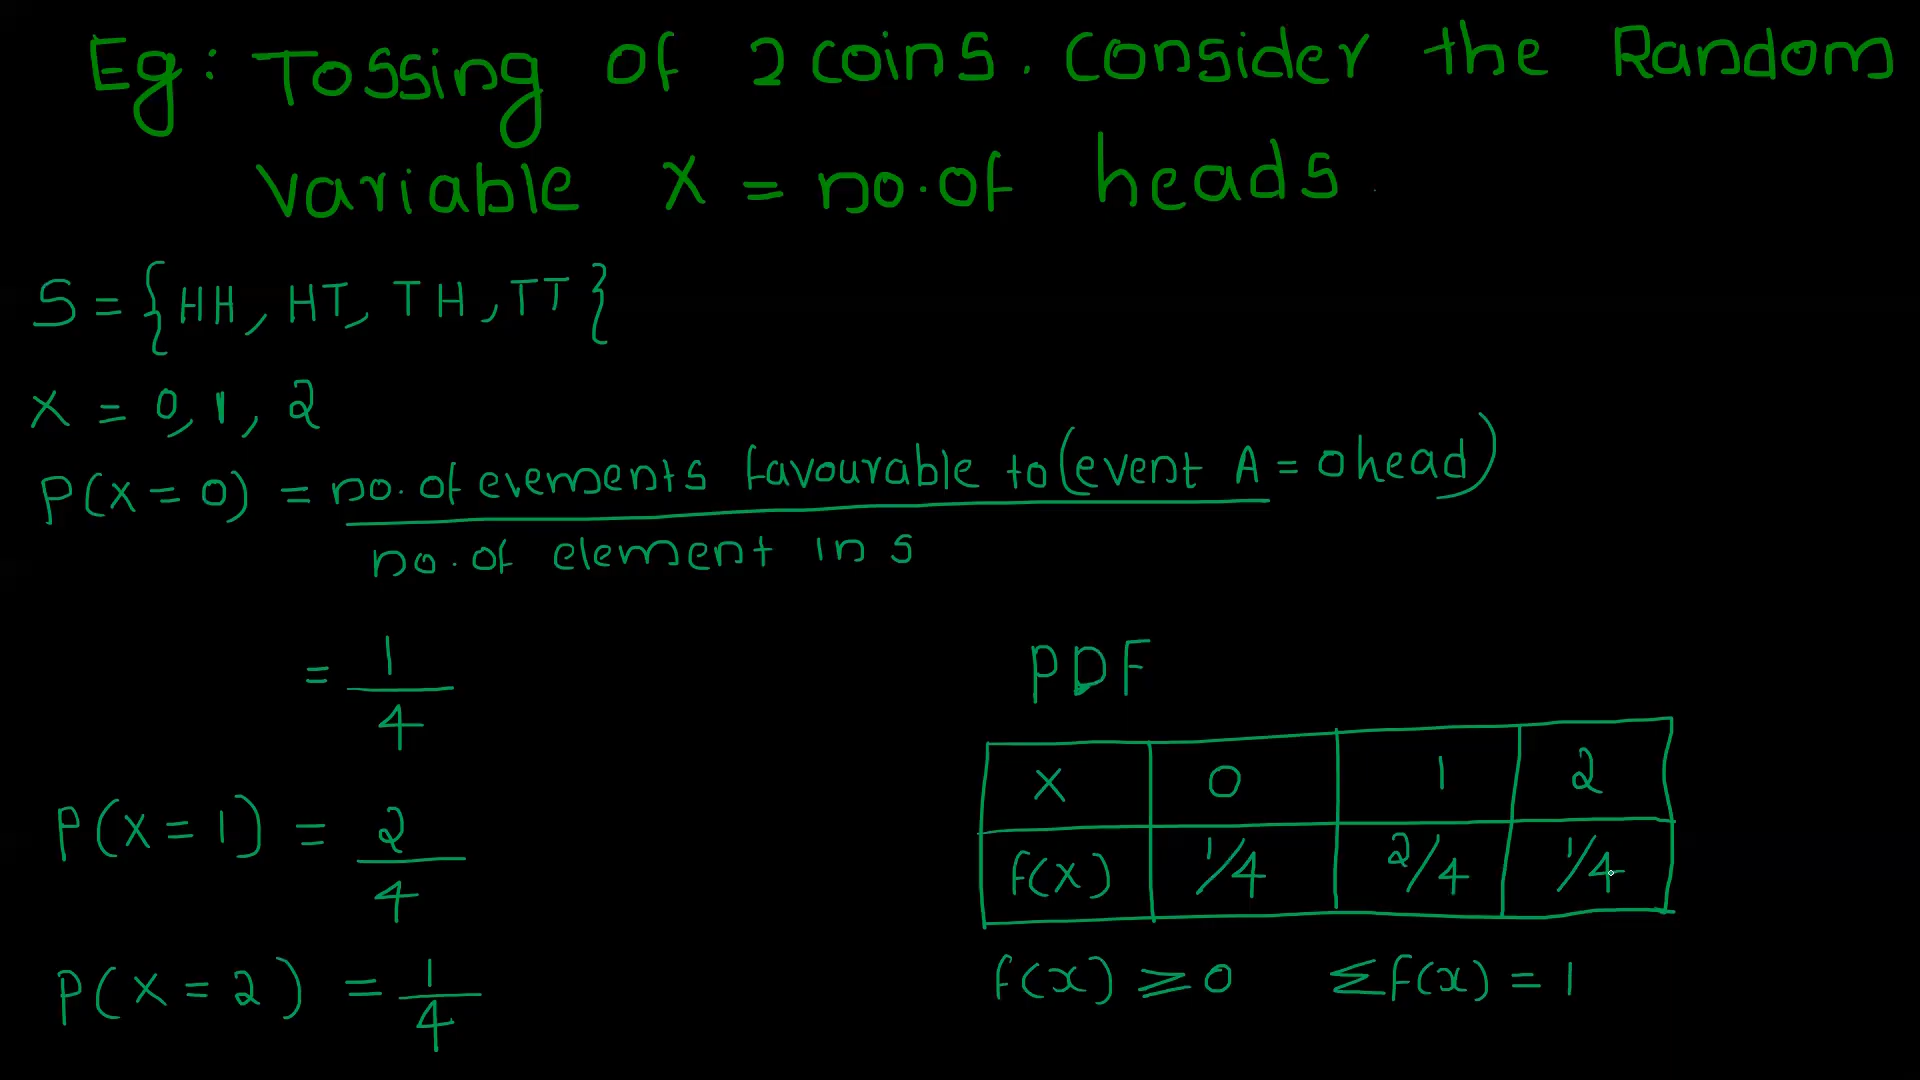 Eg: Tossing of 2 coins. Consider the Random
variable X = no.of heads.
S = {HH, HT, TH, TT}
X = 0, 1, 2
P(X = 0) = no.of evements favourable to (event A = 0 head)
no.of element in s
= 1
4
P(X = 1) = 2
4
P(X = 2) = 1
4
PDF
X 0 1 2
f(X) 1/4 2/4 1/4
f(x) ≥ 0 Σf(x) = 1